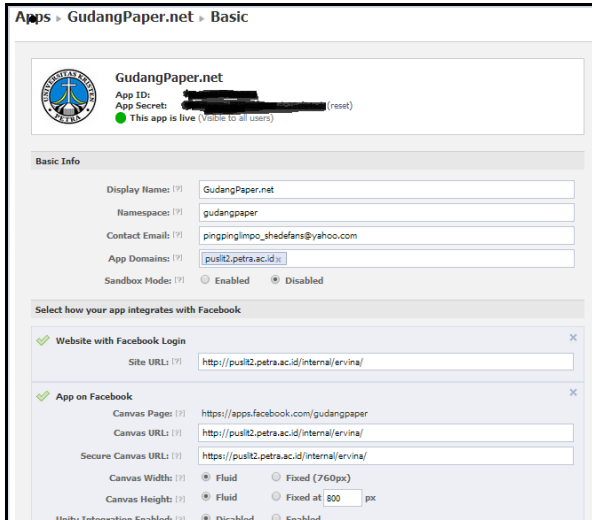 Apps ▸ GudangPaper.net ▸ Basic
UNIVERSITAS KRISTEN
PETRA
GudangPaper.net
App ID:
App Secret: (reset)
This app is live (Visible to all users)
Basic Info
Display Name: [?] GudangPaper.net
Namespace: [?] gudangpaper
Contact Email: [?] pingpinglimpo_shedefans@yahoo.com
App Domains: [?] puslit2.petra.ac.id x
Sandbox Mode: [?] Enabled Disabled
Select how your app integrates with Facebook
Website with Facebook Login ×
Site URL: [?] http://puslit2.petra.ac.id/internal/ervina/
App on Facebook ×
Canvas Page: [?] https://apps.facebook.com/gudangpaper
Canvas URL: [?] http://puslit2.petra.ac.id/internal/ervina/
Secure Canvas URL: [?] https://puslit2.petra.ac.id/internal/ervina/
Canvas Width: [?] Fluid Fixed (760px)
Canvas Height: [?] Fluid Fixed at 800 px
Unity Integration Enabled: [?] Disabled Enabled